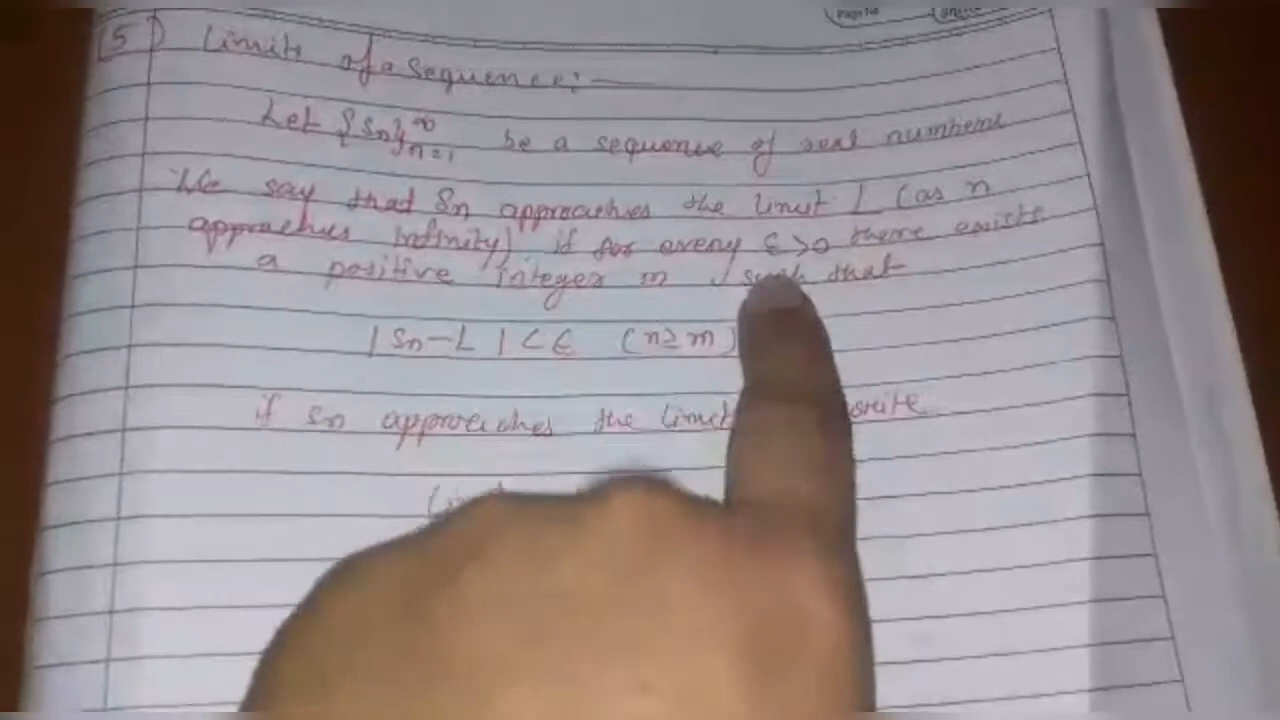 Page No
5) Limits of a sequence:-
Let {Sn}∞n=1 be a sequence of real numbers
We say that Sn approaches the limit L (as n
approaches infinity) if for every ε>0 there exists
a positive integer m such that
|Sn-L|<ε (n≥m)
if Sn approaches the limit